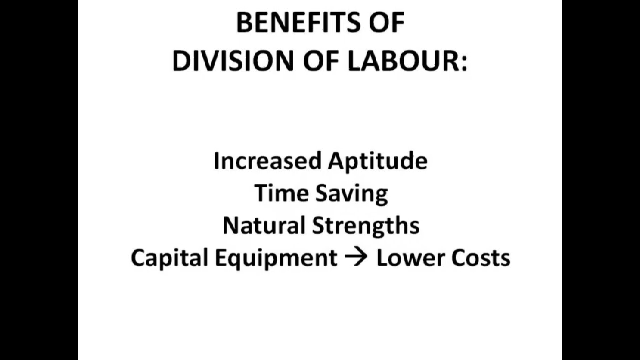 BENEFITS OF
DIVISION OF LABOUR:
Increased Aptitude
Time Saving
Natural Strengths
Capital Equipment → Lower Costs